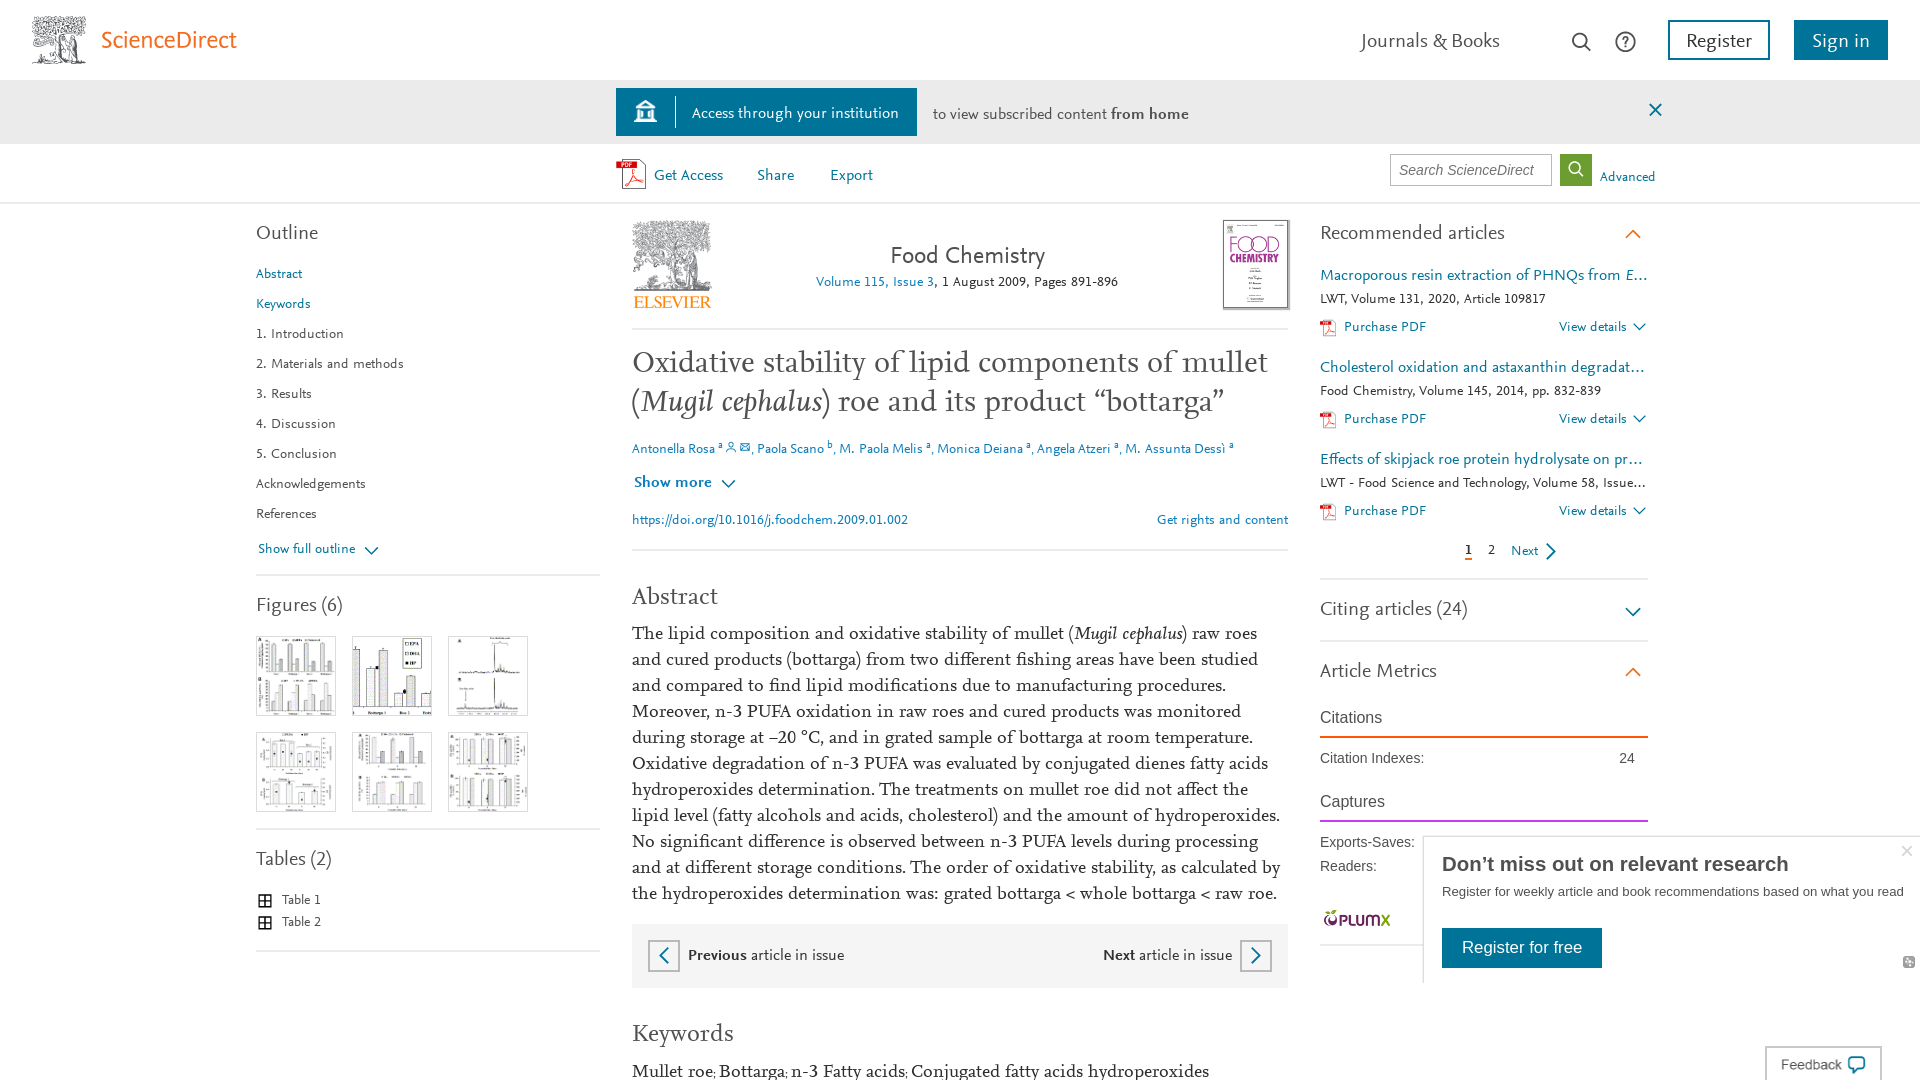 ScienceDirect
Journals & Books
Register
Sign in
Access through your institution
to view subscribed content from home
Get Access
Share
Export
Search ScienceDirect
Advanced
Outline
Abstract
Keywords
1. Introduction
2. Materials and methods
3. Results
4. Discussion
5. Conclusion
Acknowledgements
References
Show full outline
Figures (6)
Tables (2)
Table 1
Table 2
ELSEVIER
Food Chemistry
Volume 115, Issue 3, 1 August 2009, Pages 891-896
FOOD
CHEMISTRY
Oxidative stability of lipid components of mullet
(Mugil cephalus) roe and its product “bottarga”
Antonella Rosa a, Paola Scano b, M. Paola Melis a, Monica Deiana a, Angela Atzeri a, M. Assunta Dessì a
Show more
https://doi.org/10.1016/j.foodchem.2009.01.002
Get rights and content
Abstract
The lipid composition and oxidative stability of mullet (Mugil cephalus) raw roes
and cured products (bottarga) from two different fishing areas have been studied
and compared to find lipid modifications due to manufacturing procedures.
Moreover, n-3 PUFA oxidation in raw roes and cured products was monitored
during storage at −20 °C, and in grated sample of bottarga at room temperature.
Oxidative degradation of n-3 PUFA was evaluated by conjugated dienes fatty acids
hydroperoxides determination. The treatments on mullet roe did not affect the
lipid level (fatty alcohols and acids, cholesterol) and the amount of hydroperoxides.
No significant difference is observed between n-3 PUFA levels during processing
and at different storage conditions. The order of oxidative stability, as calculated by
the hydroperoxides determination was: grated bottarga < whole bottarga < raw roe.
Previous article in issue
Next article in issue
Keywords
Mullet roe; Bottarga; n-3 Fatty acids; Conjugated fatty acids hydroperoxides
Recommended articles
Macroporous resin extraction of PHNQs from E…
LWT, Volume 131, 2020, Article 109817
Purchase PDF
View details
Cholesterol oxidation and astaxanthin degradat…
Food Chemistry, Volume 145, 2014, pp. 832-839
Purchase PDF
View details
Effects of skipjack roe protein hydrolysate on pr…
LWT - Food Science and Technology, Volume 58, Issue…
Purchase PDF
View details
1 2 Next
Citing articles (24)
Article Metrics
Citations
Citation Indexes: 24
Captures
Exports-Saves:
Readers:
PLUMX
Don’t miss out on relevant research
Register for weekly article and book recommendations based on what you read
Register for free
Feedback